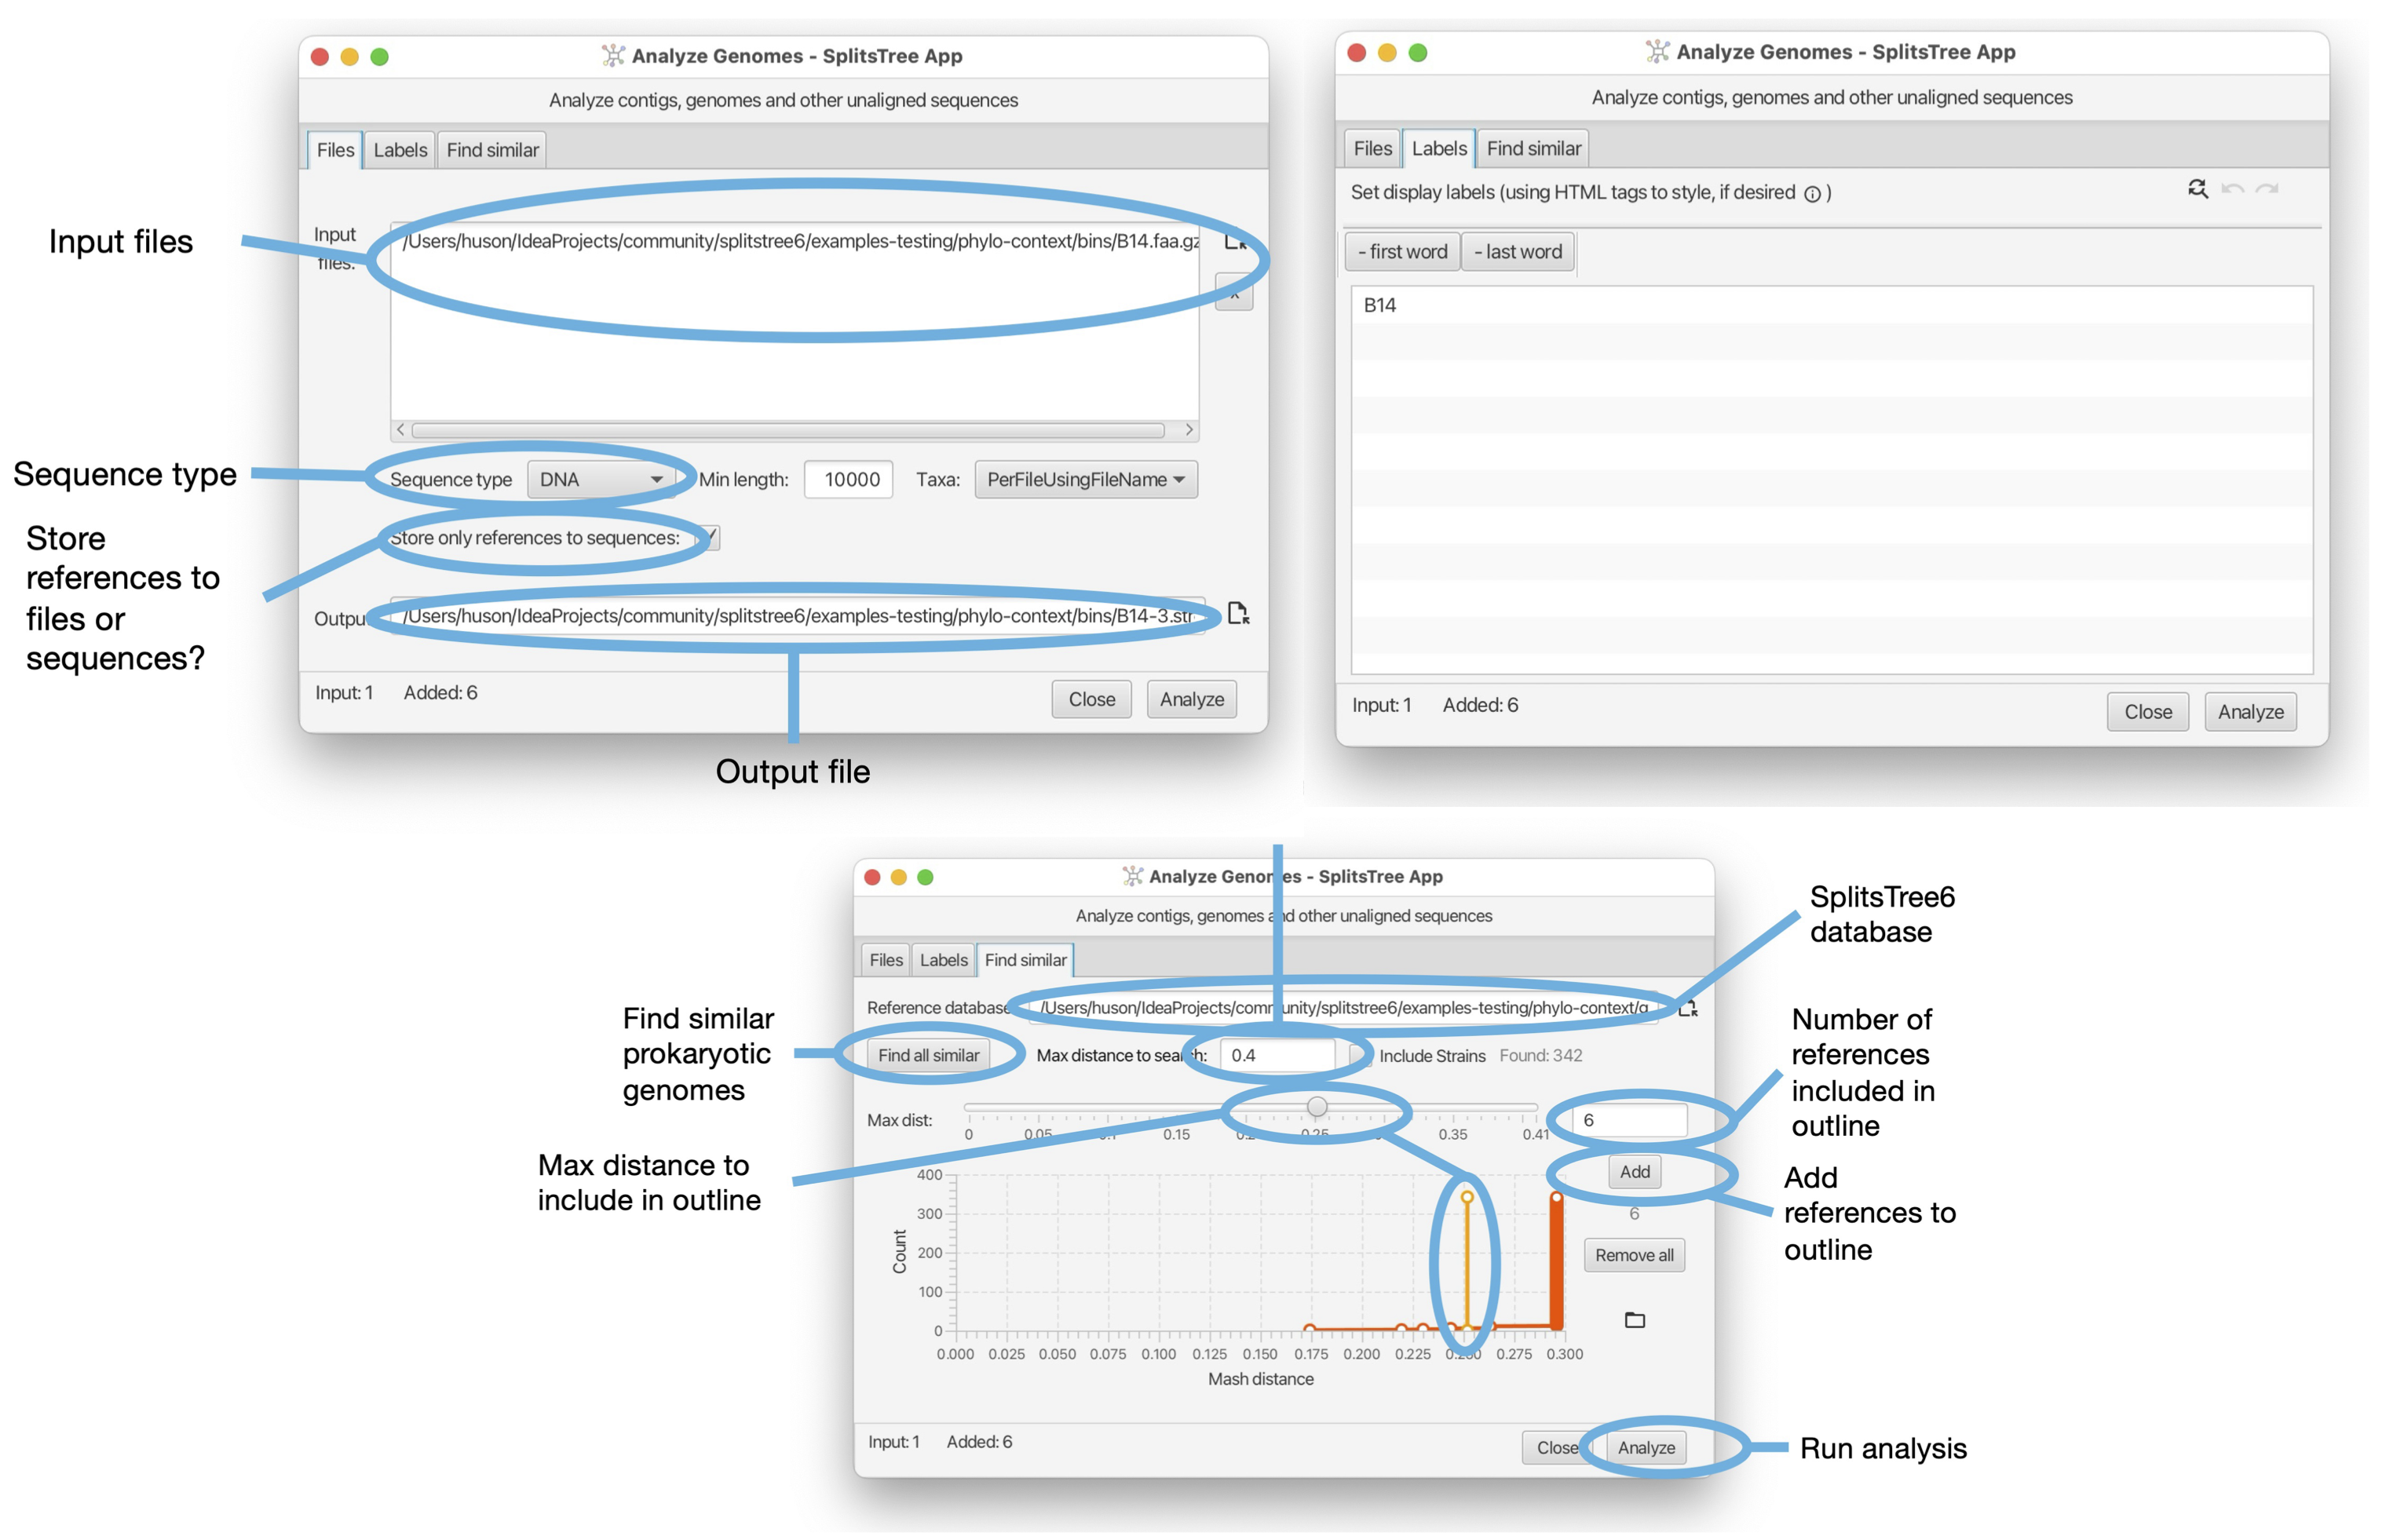 Analyze Genomes - SplitsTree App
Analyze contigs, genomes and other unaligned sequences
Files
Labels
Find similar
Input files
Input
files:
/Users/huson/IdeaProjects/community/splitstree6/examples-testing/phylo-context/bins/B14.faa.gz
x
Sequence type
Sequence type
DNA
Min length:
10000
Taxa:
PerFileUsingFileName
Store
references to
files or
sequences?
Store only references to sequences:
Outpu
/Users/huson/IdeaProjects/community/splitstree6/examples-testing/phylo-context/bins/B14-3.str
Input: 1
Added: 6
Close
Analyze
Output file
Analyze Genomes - SplitsTree App
Analyze contigs, genomes and other unaligned sequences
Files
Labels
Find similar
Set display labels (using HTML tags to style, if desired ⓘ )
- first word
- last word
B14
Input: 1
Added: 6
Close
Analyze
Analyze Genomes - SplitsTree App
Analyze contigs, genomes and other unaligned sequences
Files
Labels
Find similar
SplitsTree6
database
Reference database
/Users/huson/IdeaProjects/community/splitstree6/examples-testing/phylo-context/g
Find similar
prokaryotic
genomes
Find all similar
Max distance to search:
0.4
Include Strains
Found: 342
Number of
references
included in
outline
Max dist:
0
0.05
0.15
0.25
0.35
0.41
6
Max distance to
include in outline
Add
Add
references to
outline
6
Remove all
400
300
200
100
0
Count
0.000
0.025
0.050
0.075
0.100
0.125
0.150
0.175
0.200
0.225
0.250
0.275
0.300
Mash distance
Input: 1
Added: 6
Close
Analyze
Run analysis